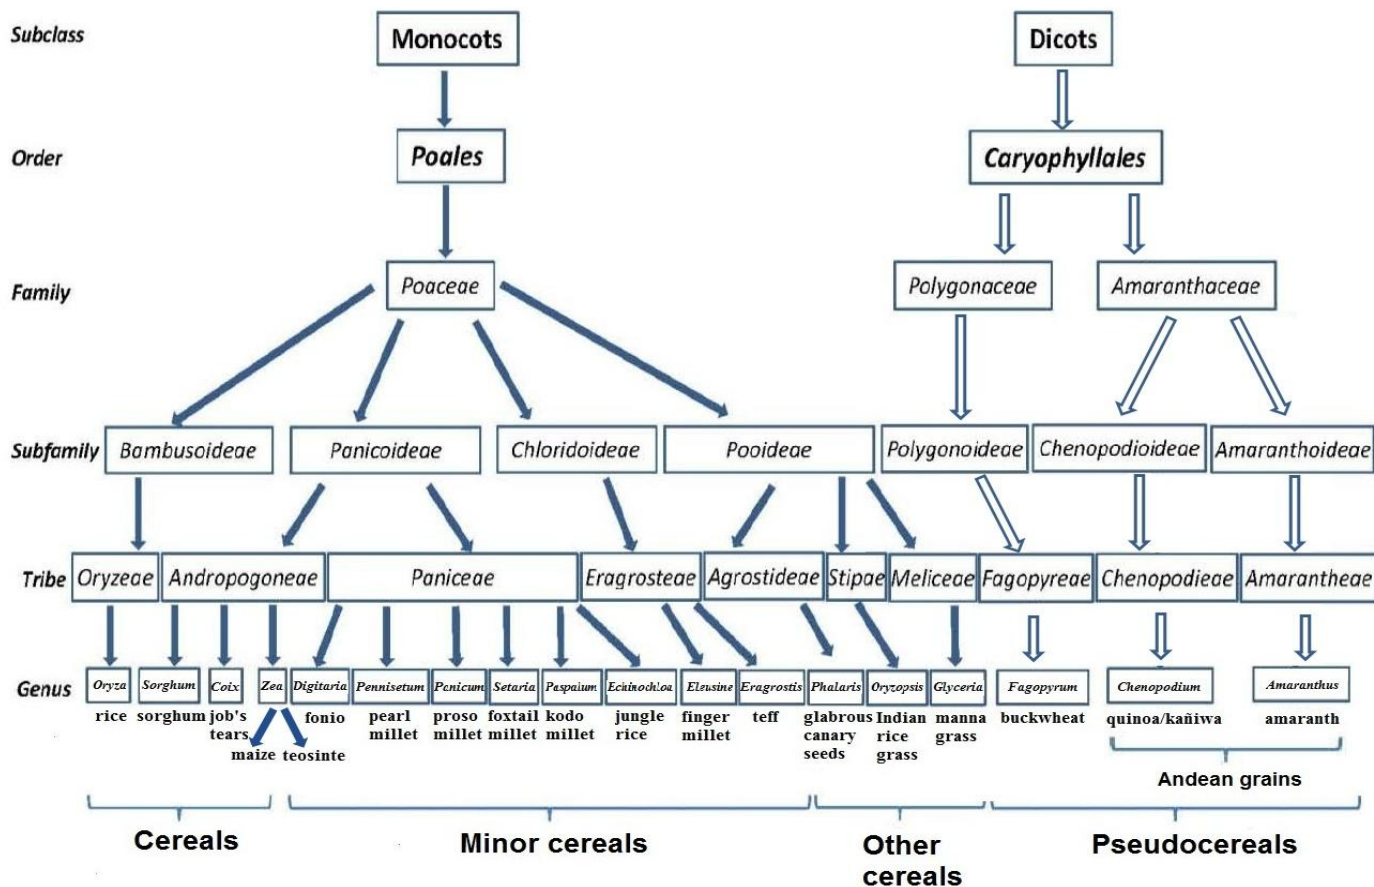 Subclass Monocots Dicots
Order Poales Caryophyllales
Family Poaceae Polygonaceae Amaranthaceae
Subfamily Bambusoideae Panicoideae Chloridoideae Pooideae Polygonoideae Chenopodioideae Amaranthoideae
Tribe Oryzeae Andropogoneae Paniceae Eragrosteae Agrostideae Stipae Meliceae Fagopyreae Chenopodieae Amarantheae
Genus Oryza Sorghum Coix Zea Digitaria Pennisetum Panicum Setaria Paspalum Echinochloa Eleusine Eragrostis Phalaris Oryzopsis Glyceria Fagopyrum Chenopodium Amaranthus
rice sorghum job's
tears
maize teosinte
fonio
pearl
millet
proso
millet
foxtail
millet
kodo
millet
jungle
rice
finger
millet
teff
glabrous
canary
seeds
Indian
rice
grass
manna
grass
buckwheat
quinoa/kañiwa
amaranth
Andean grains
Cereals
Minor cereals
Other
cereals
Pseudocereals